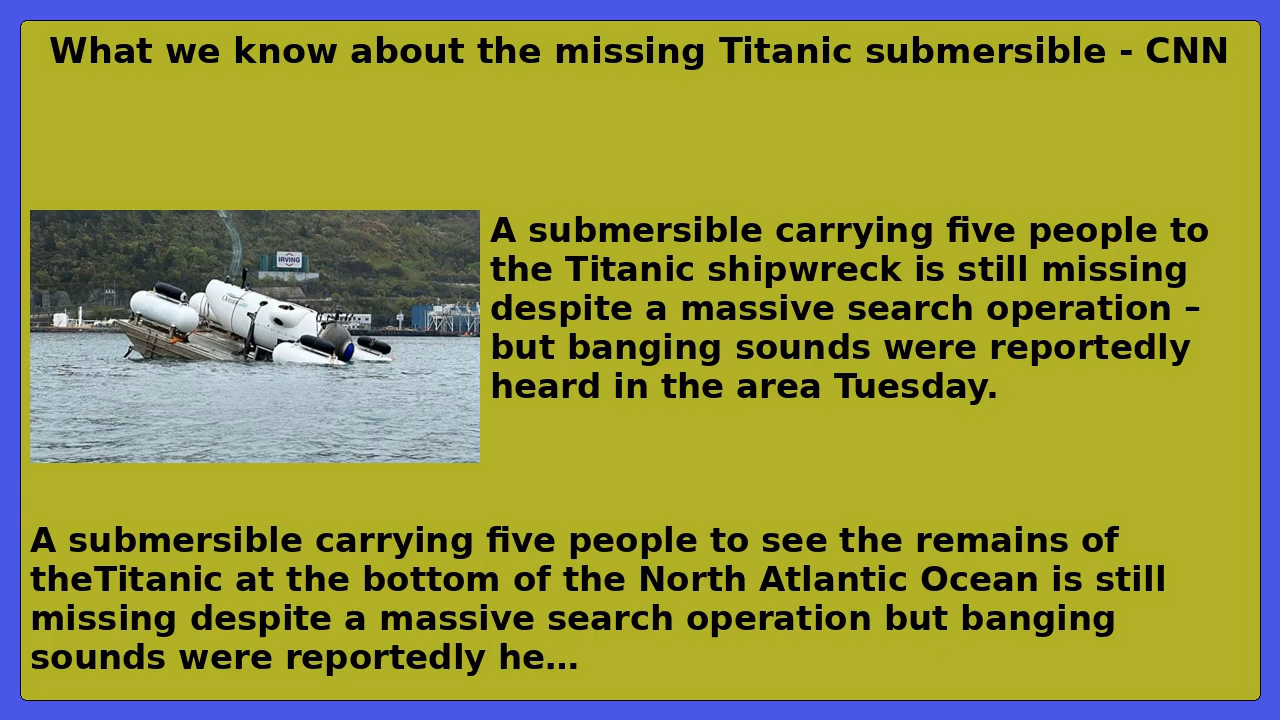 What we know about the missing Titanic submersible - CNN
IRVING
A submersible carrying five people to
the Titanic shipwreck is still missing
despite a massive search operation –
but banging sounds were reportedly
heard in the area Tuesday.
A submersible carrying five people to see the remains of
theTitanic at the bottom of the North Atlantic Ocean is still
missing despite a massive search operation but banging
sounds were reportedly he…